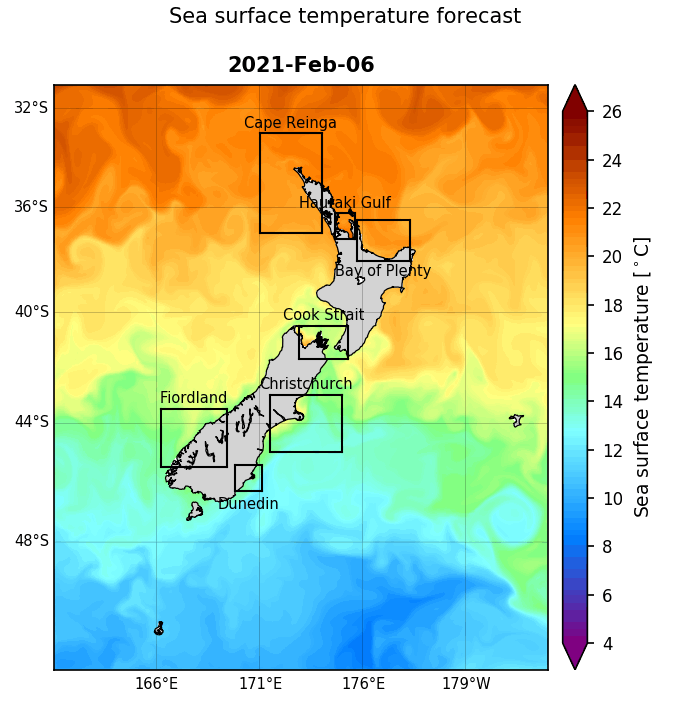 Sea surface temperature forecast
2021-Feb-06
32°S
36°S
40°S
44°S
48°S
Cape Reinga
Hauraki Gulf
Bay of Plenty
Cook Strait
Christchurch
Fiordland
Dunedin
166°E
171°E
176°E
179°W
26
24
22
20
18
16
14
12
10
8
6
4
Sea surface temperature [°C]